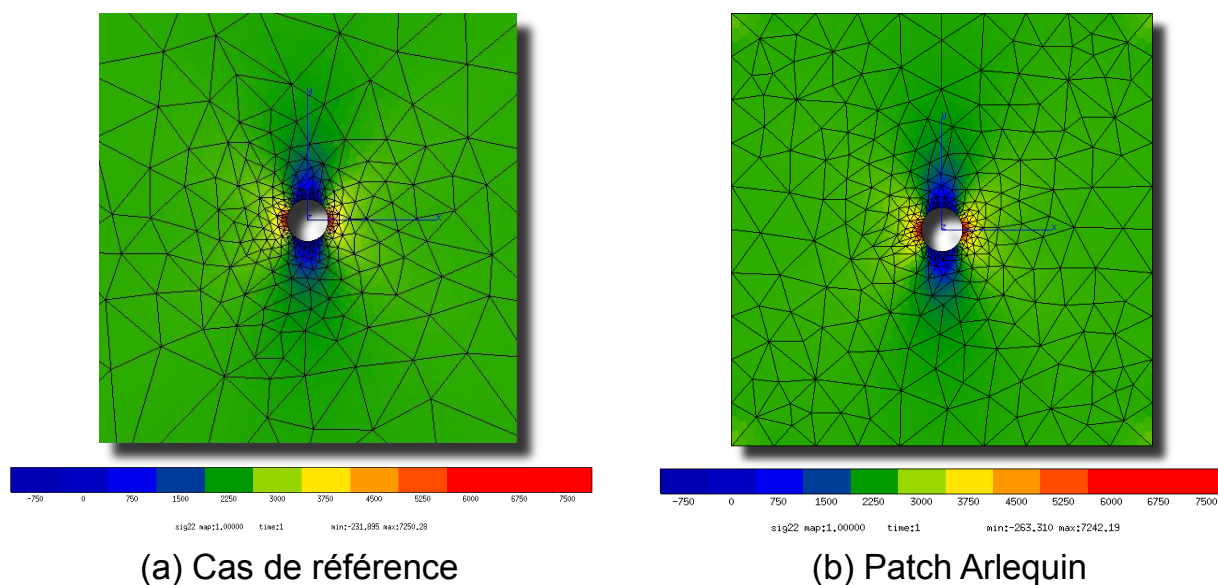 y
z
x
y
z
x
-750 0 750 1500 2250 3000 3750 4500 5250 6000 6750 7500
sig22 map:1.00000 time:1 min:-231.895 max:7250.28
(a) Cas de référence
-750 0 750 1500 2250 3000 3750 4500 5250 6000 6750 7500
sig22 map:1.00000 time:1 min:-263.310 max:7242.19
(b) Patch Arlequin